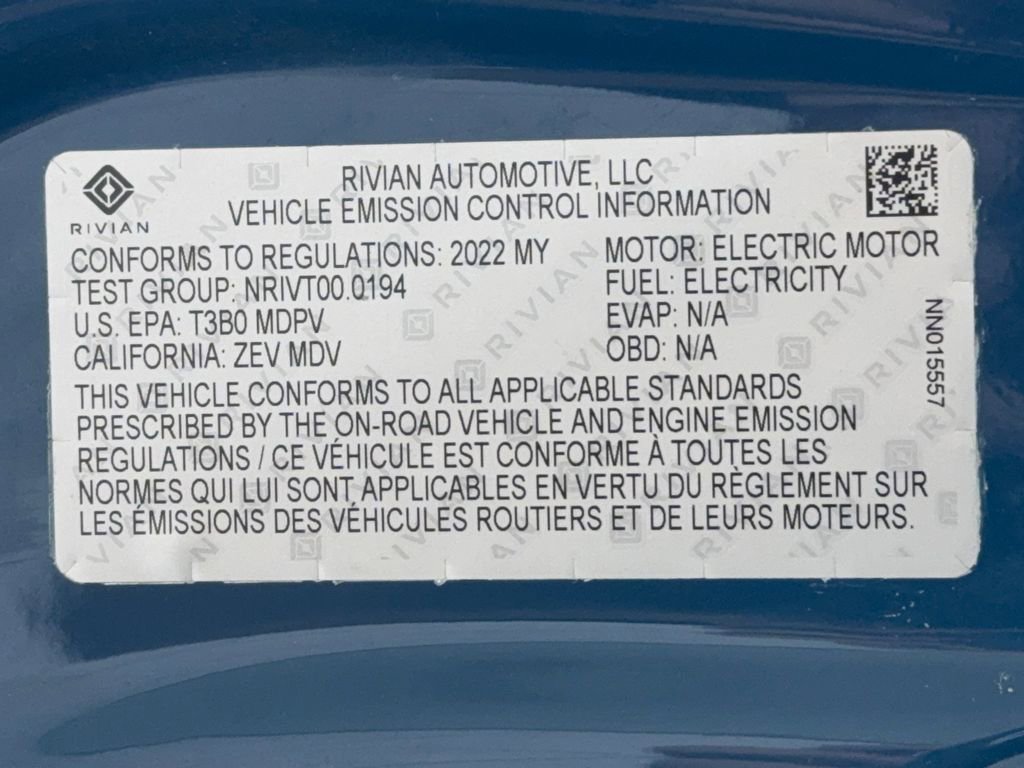 RIVIAN
RIVIAN AUTOMOTIVE, LLC
VEHICLE EMISSION CONTROL INFORMATION
CONFORMS TO REGULATIONS: 2022 MY
TEST GROUP: NRIVT00.0194
U.S. EPA: T3B0 MDPV
CALIFORNIA: ZEV MDV
MOTOR: ELECTRIC MOTOR
FUEL: ELECTRICITY
EVAP: N/A
OBD: N/A
NN015557
THIS VEHICLE CONFORMS TO ALL APPLICABLE STANDARDS
PRESCRIBED BY THE ON-ROAD VEHICLE AND ENGINE EMISSION
REGULATIONS / CE VÉHICULE EST CONFORME À TOUTES LES
NORMES QUI LUI SONT APPLICABLES EN VERTU DU RÈGLEMENT SUR
LES ÉMISSIONS DES VÉHICULES ROUTIERS ET DE LEURS MOTEURS.